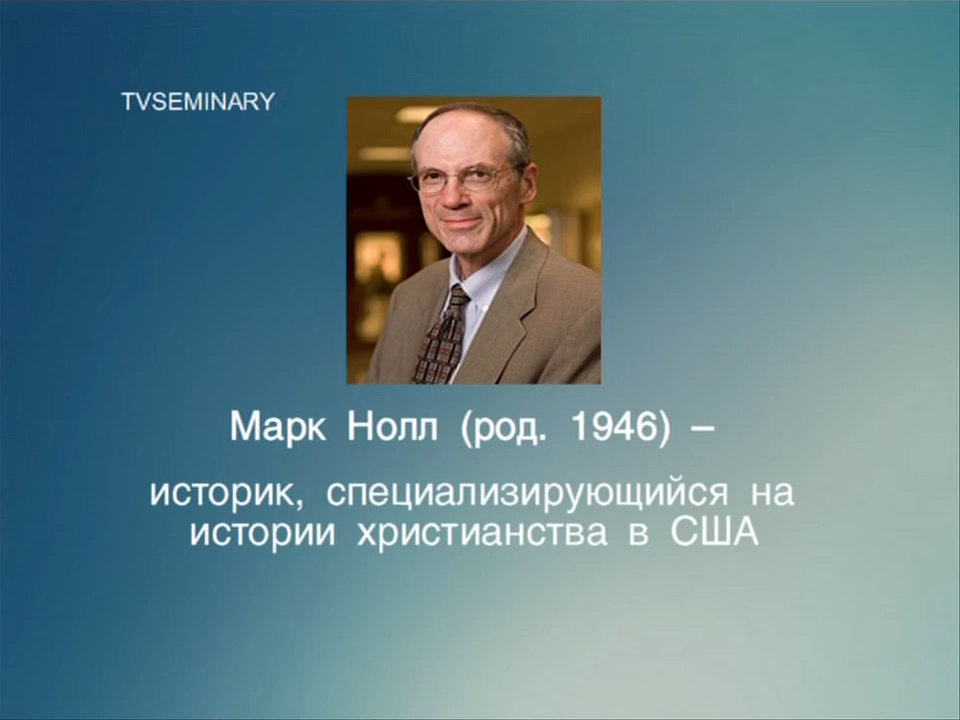 TVSEMINARY
Марк Нолл (род. 1946) –
историк, специализирующийся на
истории христианства в США